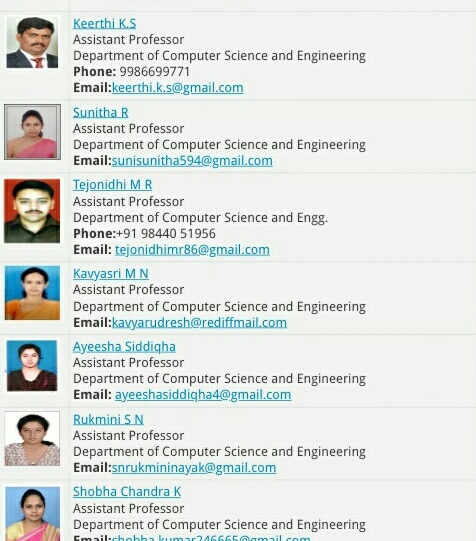 Keerthi K.S
Assistant Professor
Department of Computer Science and Engineering
Phone: 9986699771
Email:keerthi.k.s@gmail.com
Sunitha R
Assistant Professor
Department of Computer Science and Engineering
Email:sunisunitha594@gmail.com
Tejonidhi M R
Assistant Professor
Department of Computer Science and Engg.
Phone:+91 98440 51956
Email: tejonidhimr86@gmail.com
Kavyasri M N
Assistant Professor
Department of Computer Science and Engineering
Email:kavyarudresh@rediffmail.com
Ayeesha Siddiqha
Assistant Professor
Department of Computer Science and Engineering
Email: ayeeshasiddiqha4@gmail.com
Rukmini S N
Assistant Professor
Department of Computer Science and Engineering
Email:snrukmininayak@gmail.com
Shobha Chandra K
Assistant Professor
Department of Computer Science and Engineering
Email:shobha.kumar246665@gmail.com